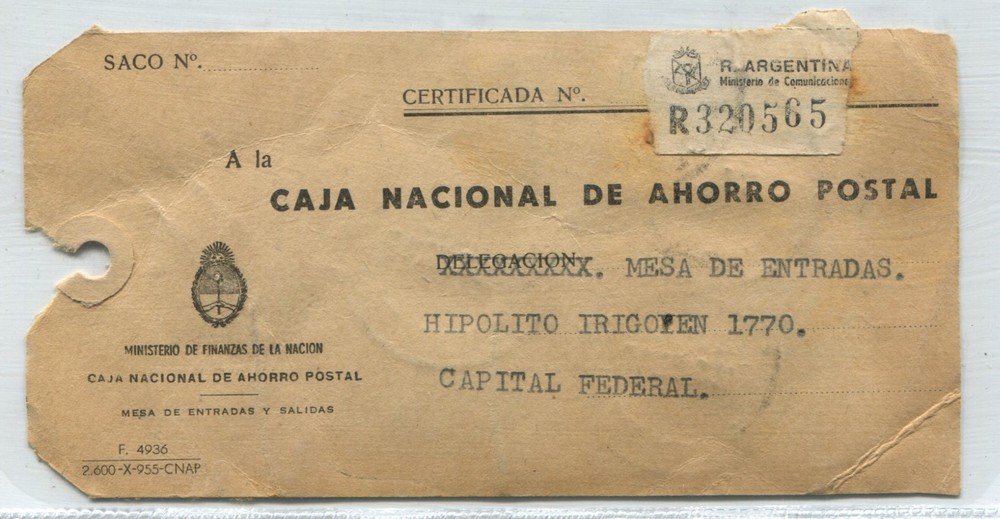 SACO Nº.
R. ARGENTINA
Ministerio de Comunicaciones
CERTIFICADA Nº.
R320565
A la
CAJA NACIONAL DE AHORRO POSTAL
DELEGACION XXXXXXXXX. MESA DE ENTRADAS.
HIPOLITO IRIGOYEN 1770.
CAPITAL FEDERAL.
MINISTERIO DE FINANZAS DE LA NACION
CAJA NACIONAL DE AHORRO POSTAL
MESA DE ENTRADAS Y SALIDAS
F. 4936
2.600-X-955-CNAP